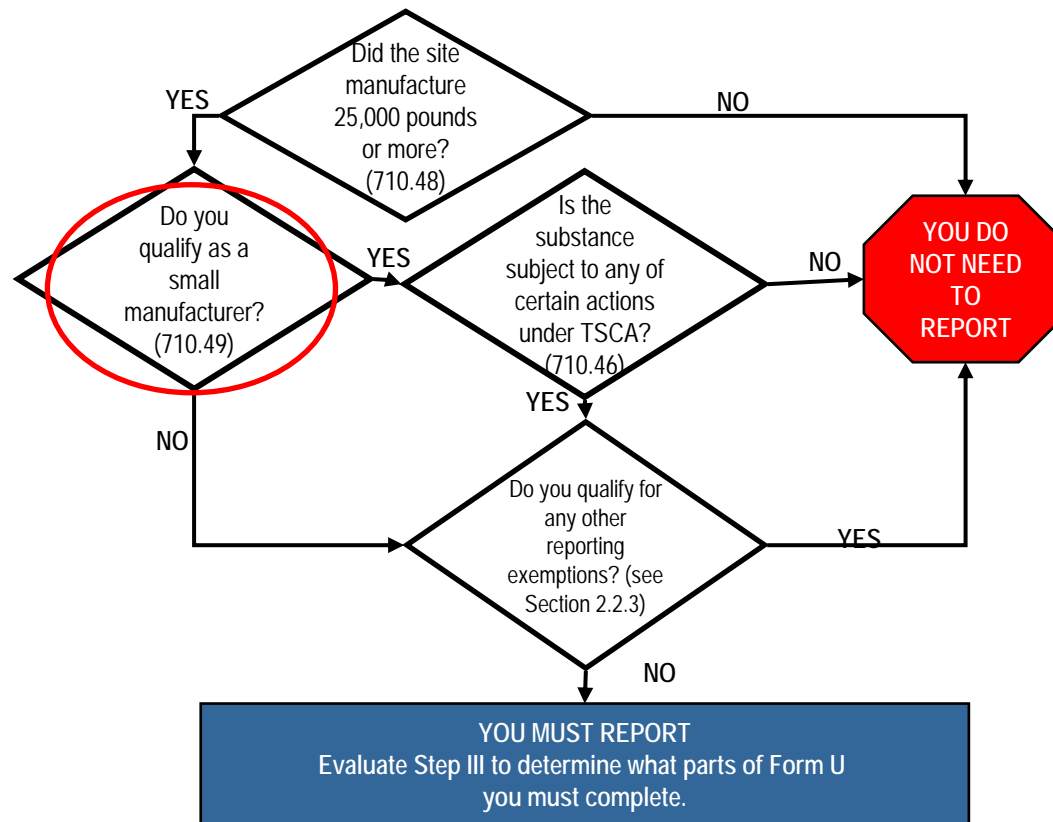 Did the site
manufacture
25,000 pounds
or more?
(710.48)
YES
NO
Do you
qualify as a
small
manufacturer?
(710.49)
YES
Is the
substance
subject to any of
certain actions
under TSCA?
(710.46)
NO
YOU DO
NOT NEED
TO
REPORT
YES
NO
Do you qualify for
any other
reporting
exemptions? (see
Section 2.2.3)
YES
NO
YOU MUST REPORT
Evaluate Step III to determine what parts of Form U
you must complete.